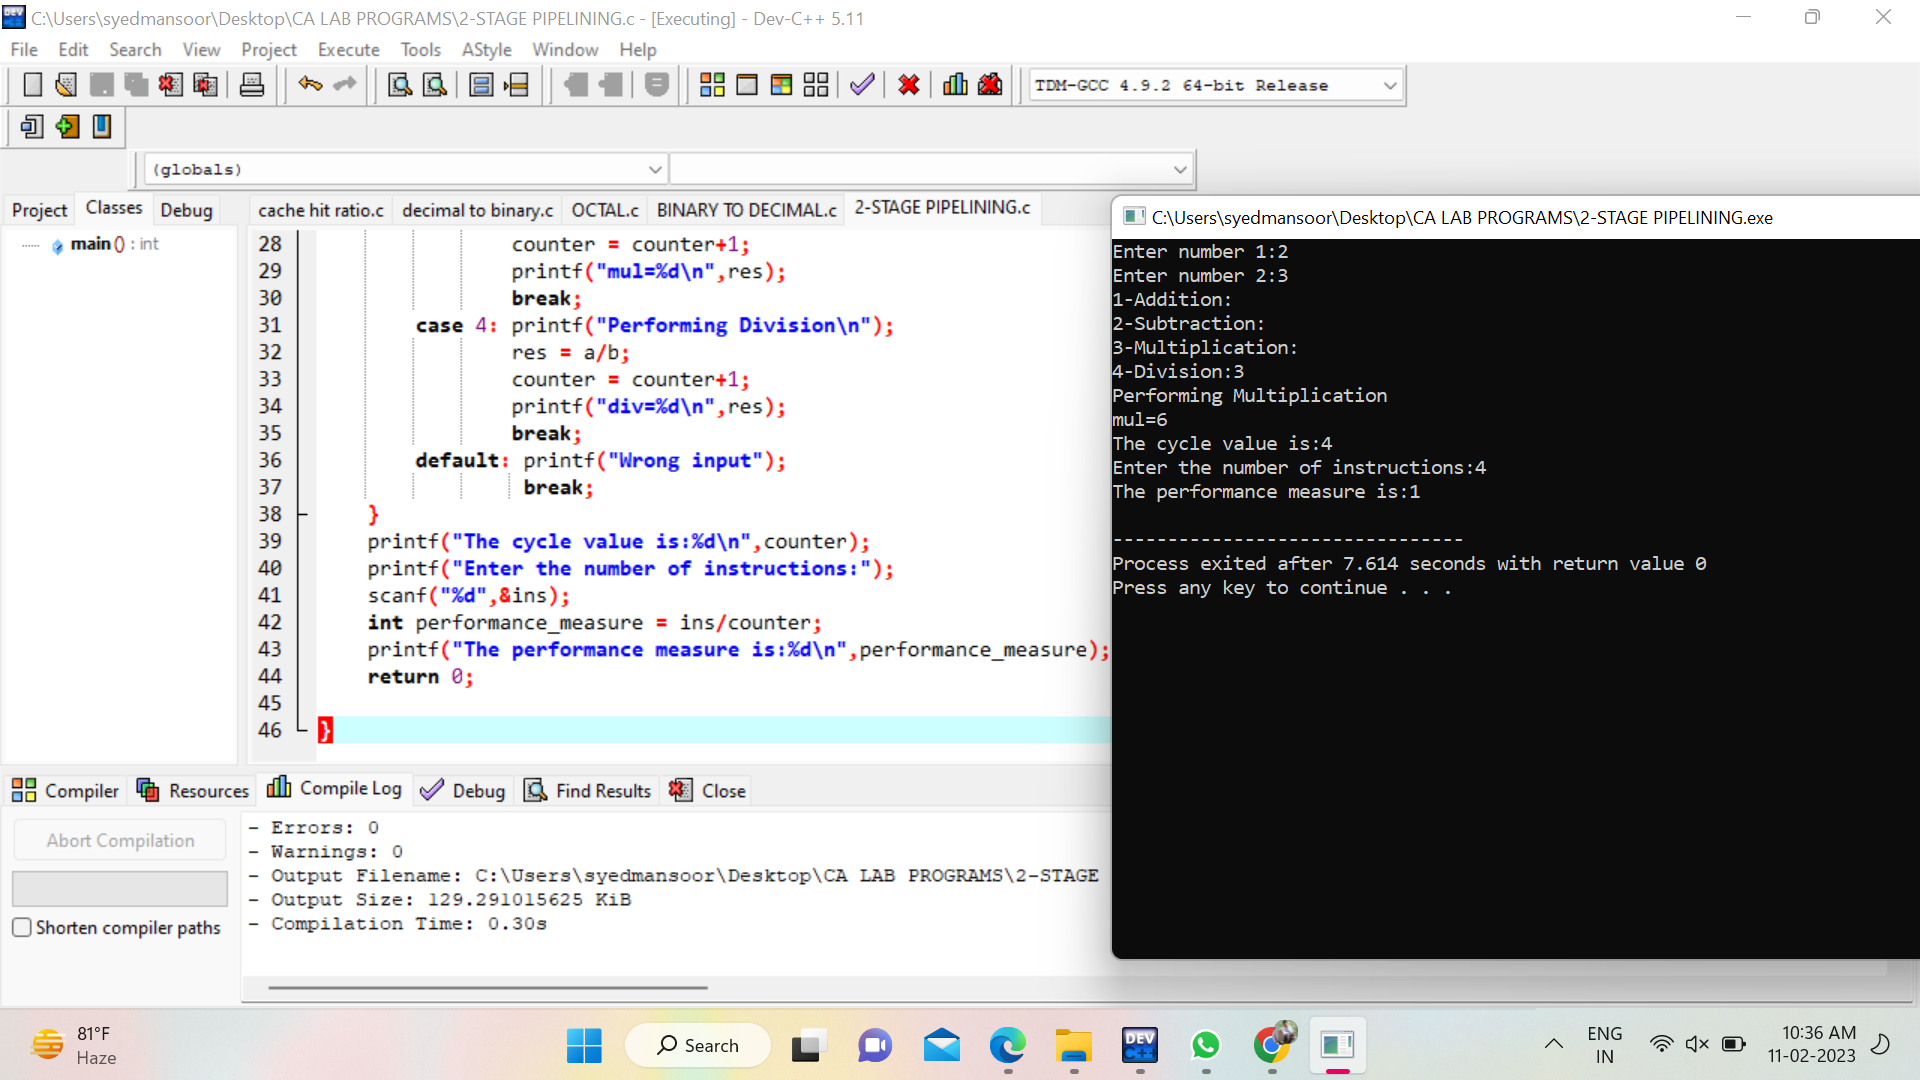 C:\Users\syedmansoor\Desktop\CA LAB PROGRAMS\2-STAGE PIPELINING.c - [Executing] - Dev-C++ 5.11
File Edit Search View Project Execute Tools AStyle Window Help
TDM-GCC 4.9.2 64-bit Release
(globals)
Project Classes Debug
cache hit ratio.c decimal to binary.c OCTAL.c BINARY TO DECIMAL.c 2-STAGE PIPELINING.c
main () : int
28 counter = counter+1;
29 printf("mul=%d\n",res);
30 break;
31 case 4: printf("Performing Division\n");
32 res = a/b;
33 counter = counter+1;
34 printf("div=%d\n",res);
35 break;
36 default: printf("Wrong input");
37 break;
38 }
39 printf("The cycle value is:%d\n",counter);
40 printf("Enter the number of instructions:");
41 scanf("%d",&ins);
42 int performance_measure = ins/counter;
43 printf("The performance measure is:%d\n",performance_measure);
44 return 0;
45
46 }
C:\Users\syedmansoor\Desktop\CA LAB PROGRAMS\2-STAGE PIPELINING.exe
Enter number 1:2
Enter number 2:3
1-Addition:
2-Subtraction:
3-Multiplication:
4-Division:3
Performing Multiplication
mul=6
The cycle value is:4
Enter the number of instructions:4
The performance measure is:1
--------------------------------
Process exited after 7.614 seconds with return value 0
Press any key to continue . . .
Compiler Resources Compile Log Debug Find Results Close
Abort Compilation
Shorten compiler paths
- Errors: 0
- Warnings: 0
- Output Filename: C:\Users\syedmansoor\Desktop\CA LAB PROGRAMS\2-STAGE
- Output Size: 129.291015625 KiB
- Compilation Time: 0.30s
81°F
Haze
Search
DEV
C++
ENG
IN
10:36 AM
11-02-2023